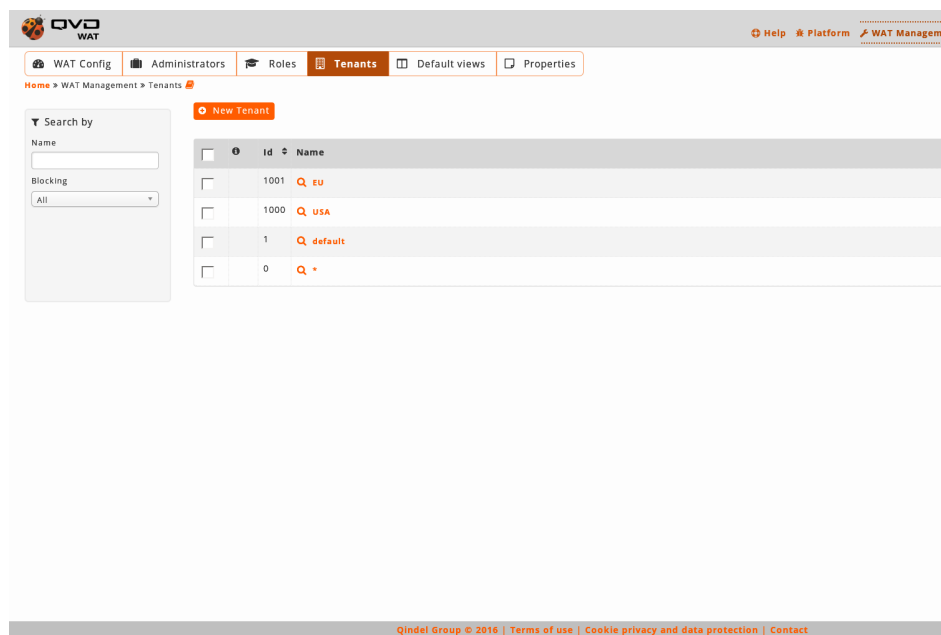 QVD
WAT
Help Platform WAT Managem
WAT Config Administrators Roles Tenants Default views Properties
Home » WAT Management » Tenants
New Tenant
Search by
Name
Blocking
All
Id Name
1001 EU
1000 USA
1 default
0 *
Qindel Group © 2016 | Terms of use | Cookie privacy and data protection | Contact